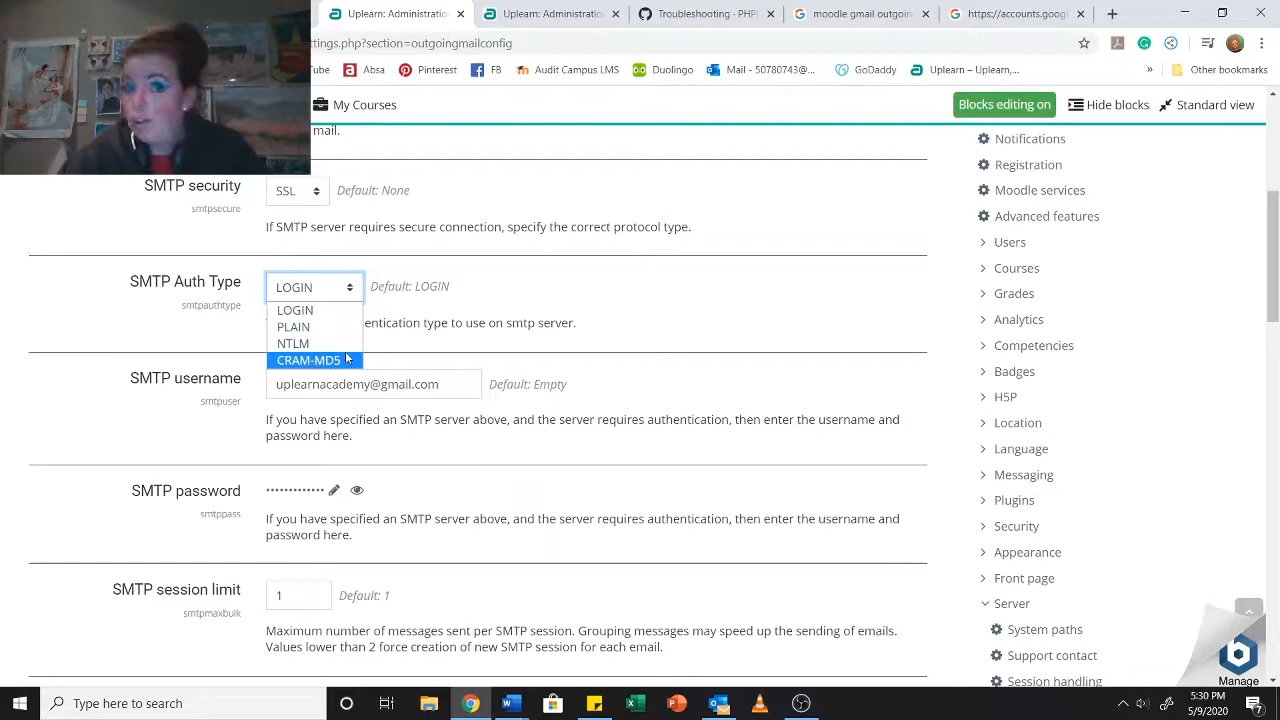 Uplearn: Administratio
Uplearn: Administratio
Troubleshooting · PHP
moodle gmail outgoin
https://accounts.googl
ttings.php?section=outgoingmailconfig
Tube
Absa
Pinterest
FB
Audit Campus LMS
Duolingo
Mail - 50780743@...
GoDaddy
Uplearn – Uplearn,...
»
Other bookmarks
My Courses
Blocks editing on
Hide blocks
Standard view
mail.
SMTP security
smtpsecure
SSL
Default: None
If SMTP server requires secure connection, specify the correct protocol type.
SMTP Auth Type
smtpauthtype
LOGIN
Default: LOGIN
LOGIN
PLAIN
NTLM
CRAM-MD5
entication type to use on smtp server.
SMTP username
smtpuser
uplearnacademy@gmail.com
Default: Empty
If you have specified an SMTP server above, and the server requires authentication, then enter the username and
password here.
SMTP password
smtppass
If you have specified an SMTP server above, and the server requires authentication, then enter the username and
password here.
SMTP session limit
smtpmaxbulk
1
Default: 1
Maximum number of messages sent per SMTP session. Grouping messages may speed up the sending of emails.
Values lower than 2 force creation of new SMTP session for each email.
Notifications
Registration
Moodle services
Advanced features
Users
Courses
Grades
Analytics
Competencies
Badges
H5P
Location
Language
Messaging
Plugins
Security
Appearance
Front page
Server
System paths
Support contact
Session handling
Manage
Type here to search
5:30 PM
5/9/2020